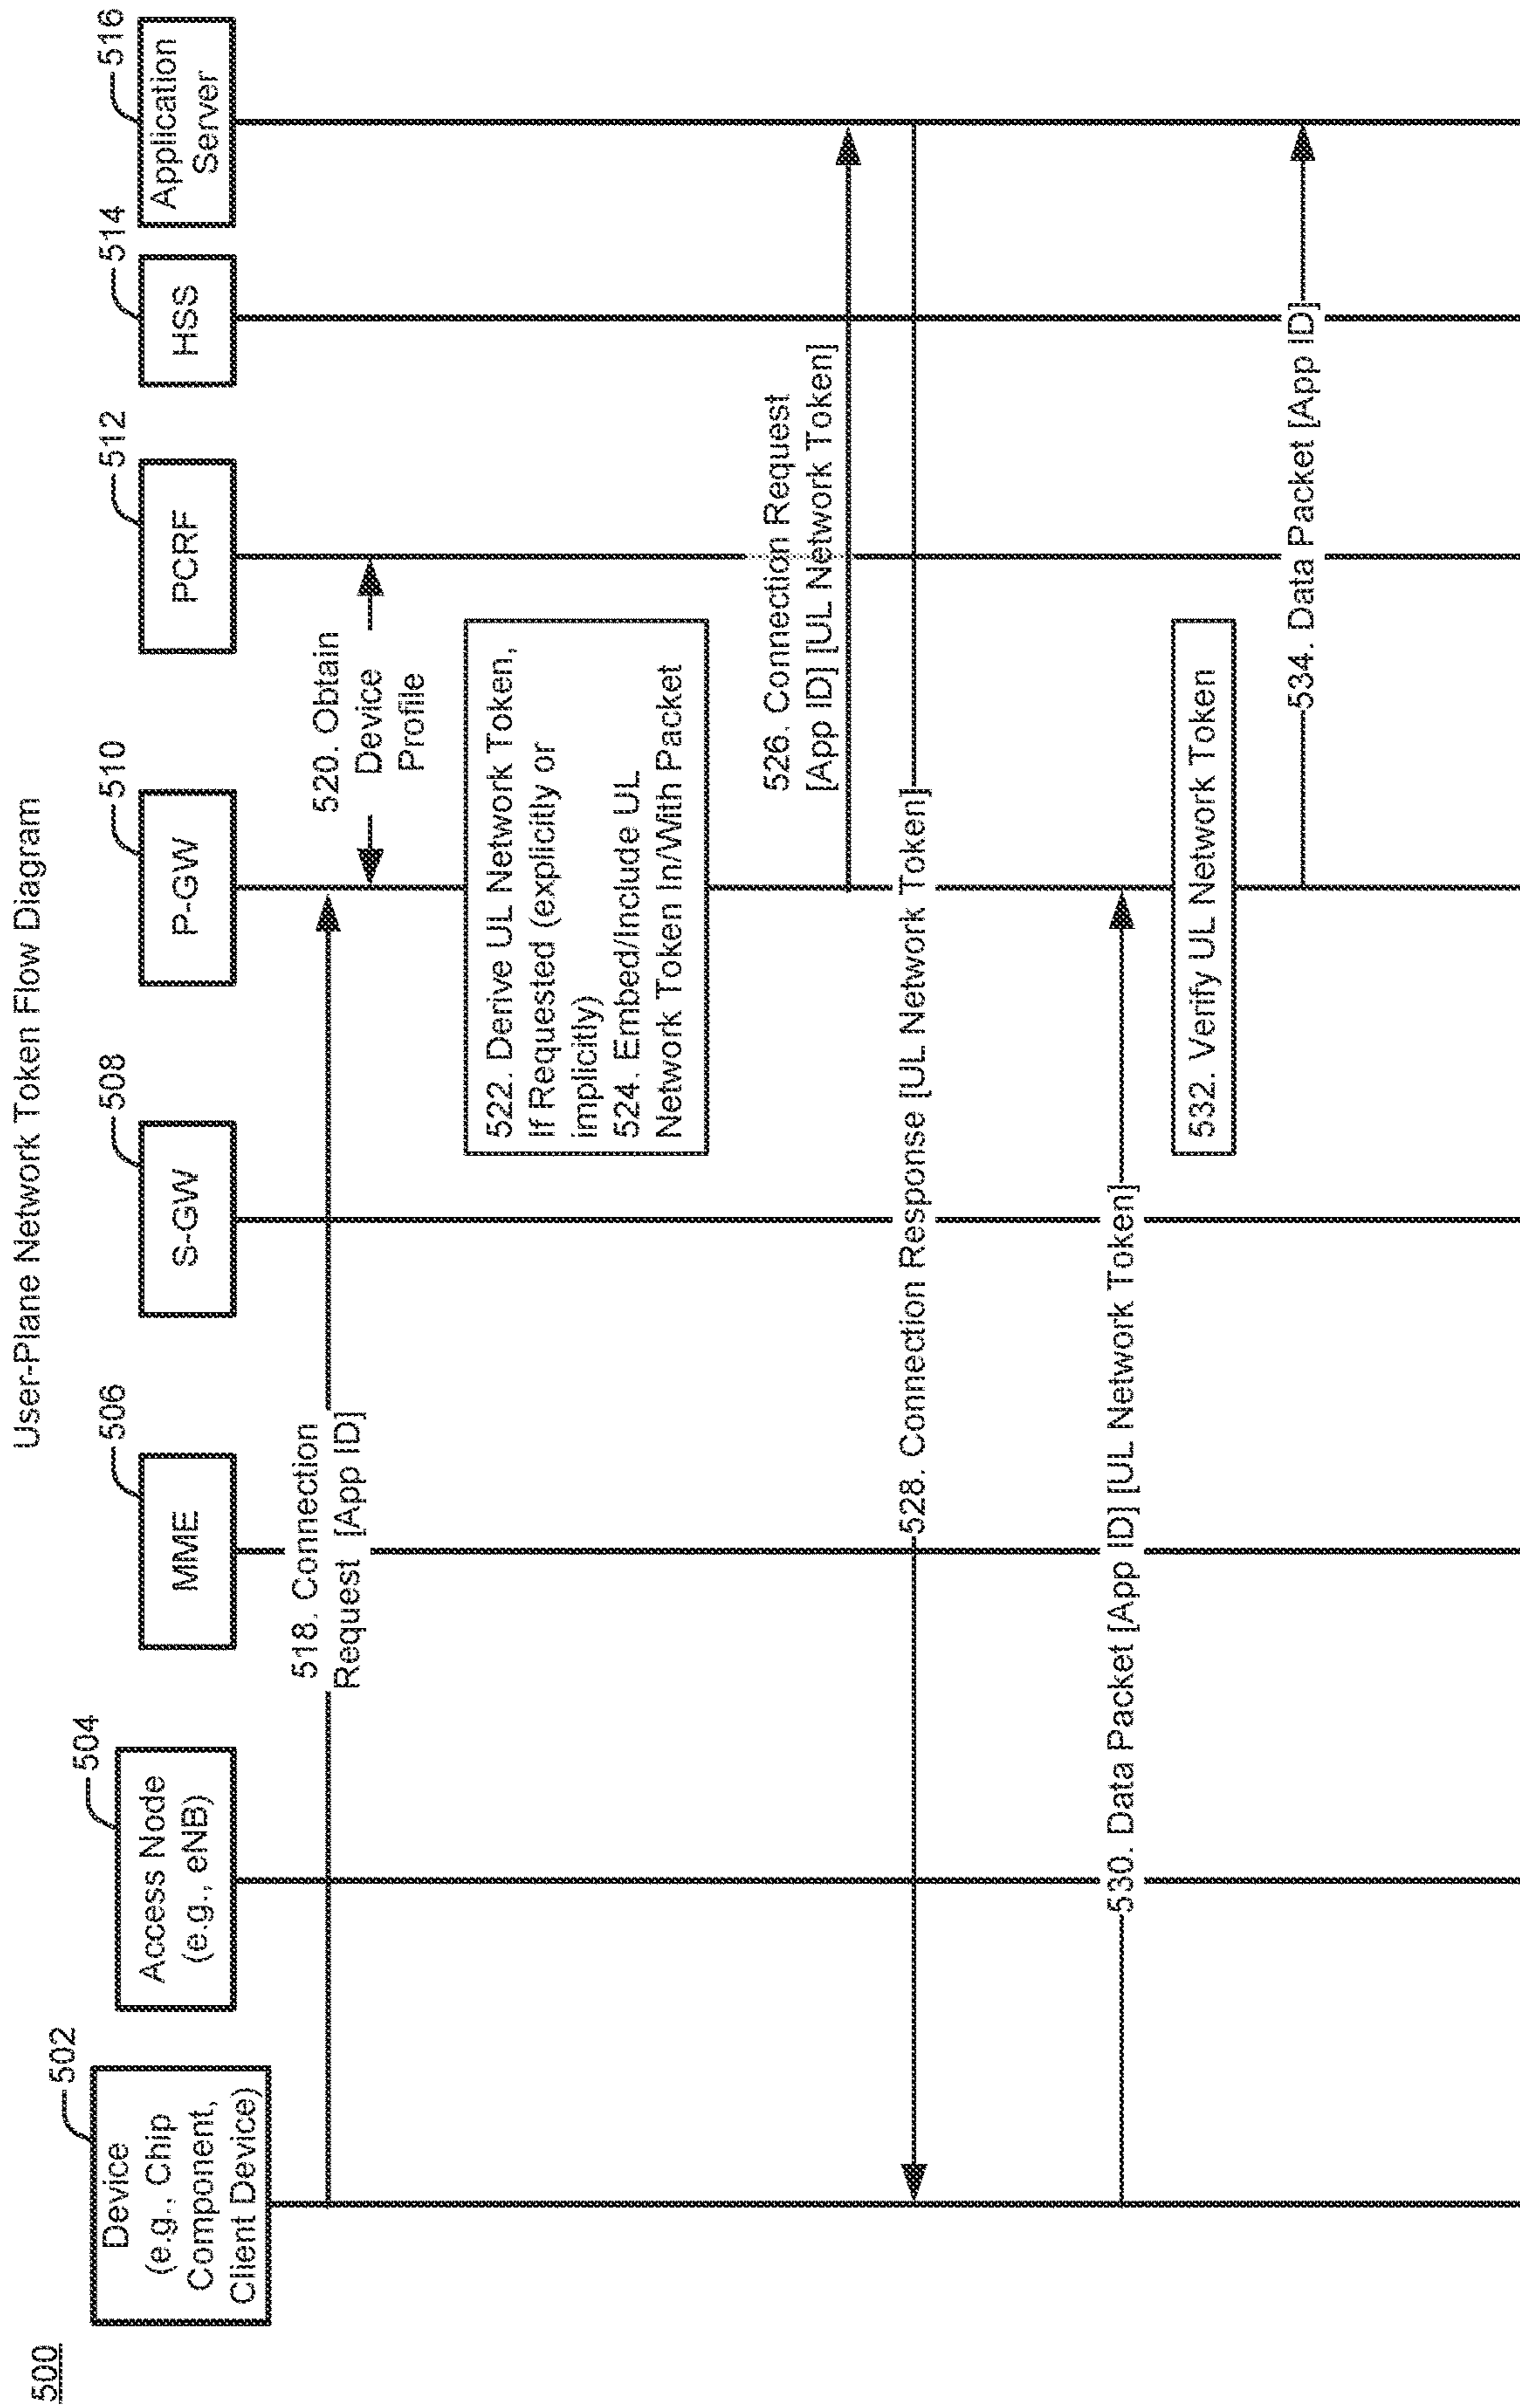 500
User-Plane Network Token Flow Diagram
502
Device
(e.g., Chip
Component,
Client Device)
504
Access Node
(e.g., eNB)
506
MME
508
S-GW
510
P-GW
512
PCRF
514
HSS
516
Application
Server
518. Connection
Request [App ID]
520. Obtain
Device
Profile
522. Derive UL Network Token,
If Requested (explicitly or
implicitly)
524. Embed/Include UL
Network Token In/With Packet
526. Connection Request
[App ID] [UL Network Token]
528. Connection Response [UL Network Token]
530. Data Packet [App ID] [UL Network Token]
532. Verify UL Network Token
534. Data Packet [App ID]